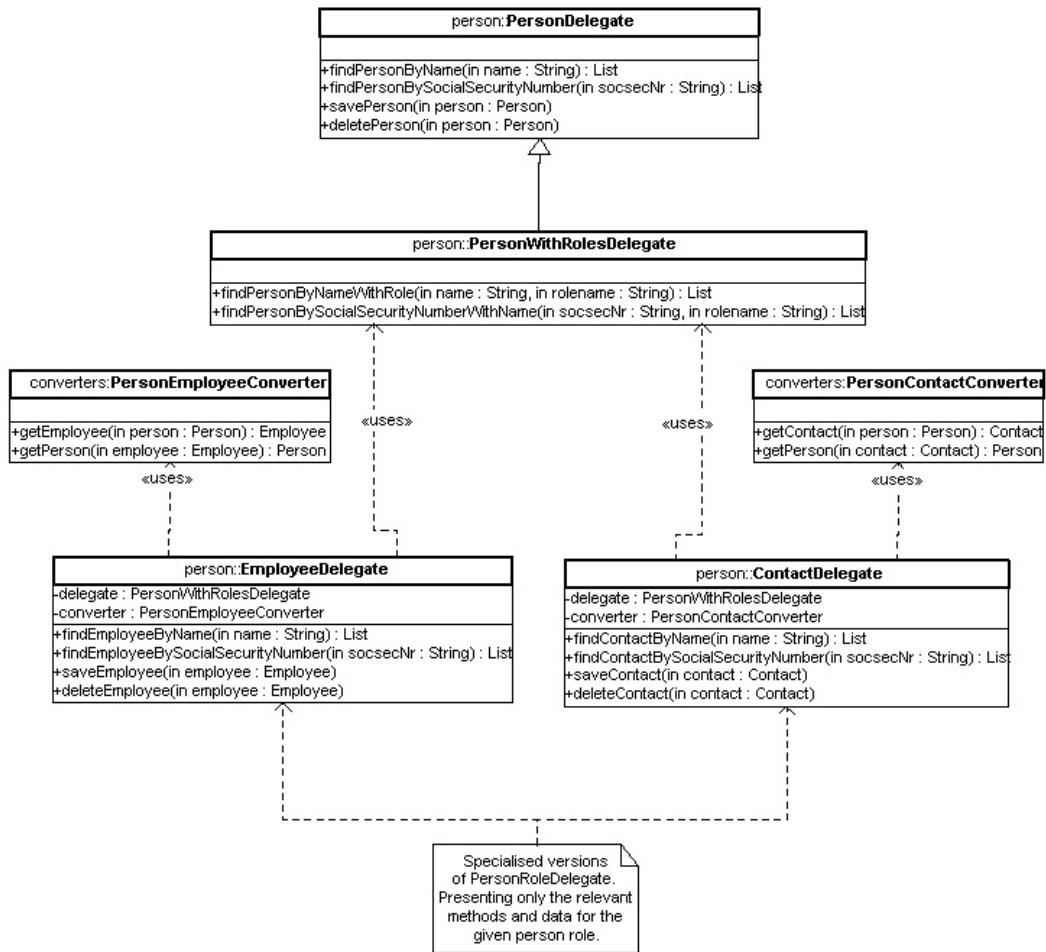 person::PersonDelegate
+findPersonByName(in name : String) : List
+findPersonBySocialSecurityNumber(in socsecNr : String) : List
+savePerson(in person : Person)
+deletePerson(in person : Person)
person::PersonWithRolesDelegate
+findPersonByNameWithRole(in name : String, in rolename : String) : List
+findPersonBySocialSecurityNumberWithName(in socsecNr : String, in rolename : String) : List
converters:PersonEmployeeConverter
+getEmployee(in person : Person) : Employee
+getPerson(in employee : Employee) : Person
converters:PersonContactConverter
+getContact(in person : Person) : Contact
+getPerson(in contact : Contact) : Person
«uses»
«uses»
«uses»
«uses»
person::EmployeeDelegate
-delegate : PersonWithRolesDelegate
-converter : PersonEmployeeConverter
+findEmployeeByName(in name : String) : List
+findEmployeeBySocialSecurityNumber(in socsecNr : String) : List
+saveEmployee(in employee : Employee)
+deleteEmployee(in employee : Employee)
person::ContactDelegate
-delegate : PersonWithRolesDelegate
-converter : PersonContactConverter
+findContactByName(in name : String) : List
+findContactBySocialSecurityNumber(in socsecNr : String) : List
+saveContact(in contact : Contact)
+deleteContact(in contact : Contact)
Specialised versions
of PersonRoleDelegate.
Presenting only the relevant
methods and data for the
given person role.